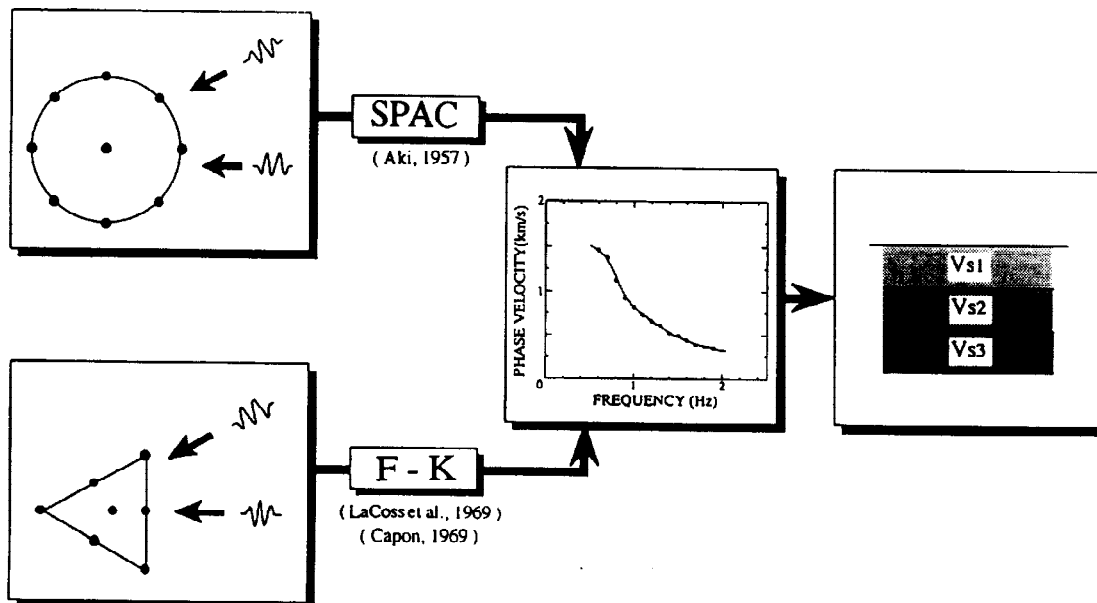 SPAC
( Aki, 1957 )
PHASE VELOCITY(km/s)
2
1
0
1
2
FREQUENCY (Hz)
Vs1
Vs2
Vs3
F - K
( LaCoss et al., 1969 )
( Capon, 1969 )